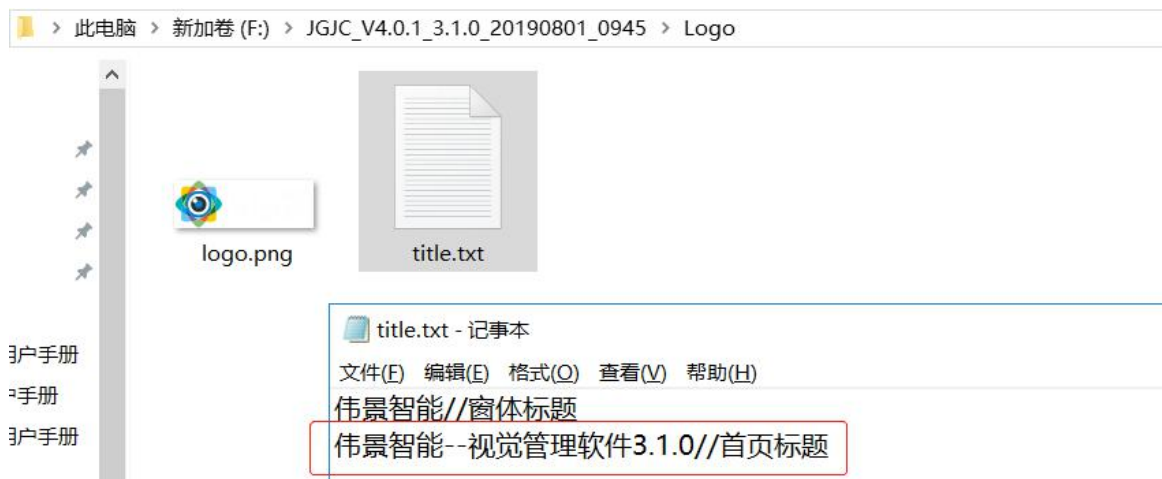 此电脑 > 新加卷 (F:) > JGJC_V4.0.1_3.1.0_20190801_0945 > Logo
logo.png
title.txt
title.txt - 记事本
用户手册
文件(F) 编辑(E) 格式(O) 查看(V) 帮助(H)
户手册
伟景智能//窗体标题
用户手册
伟景智能--视觉管理软件3.1.0//首页标题